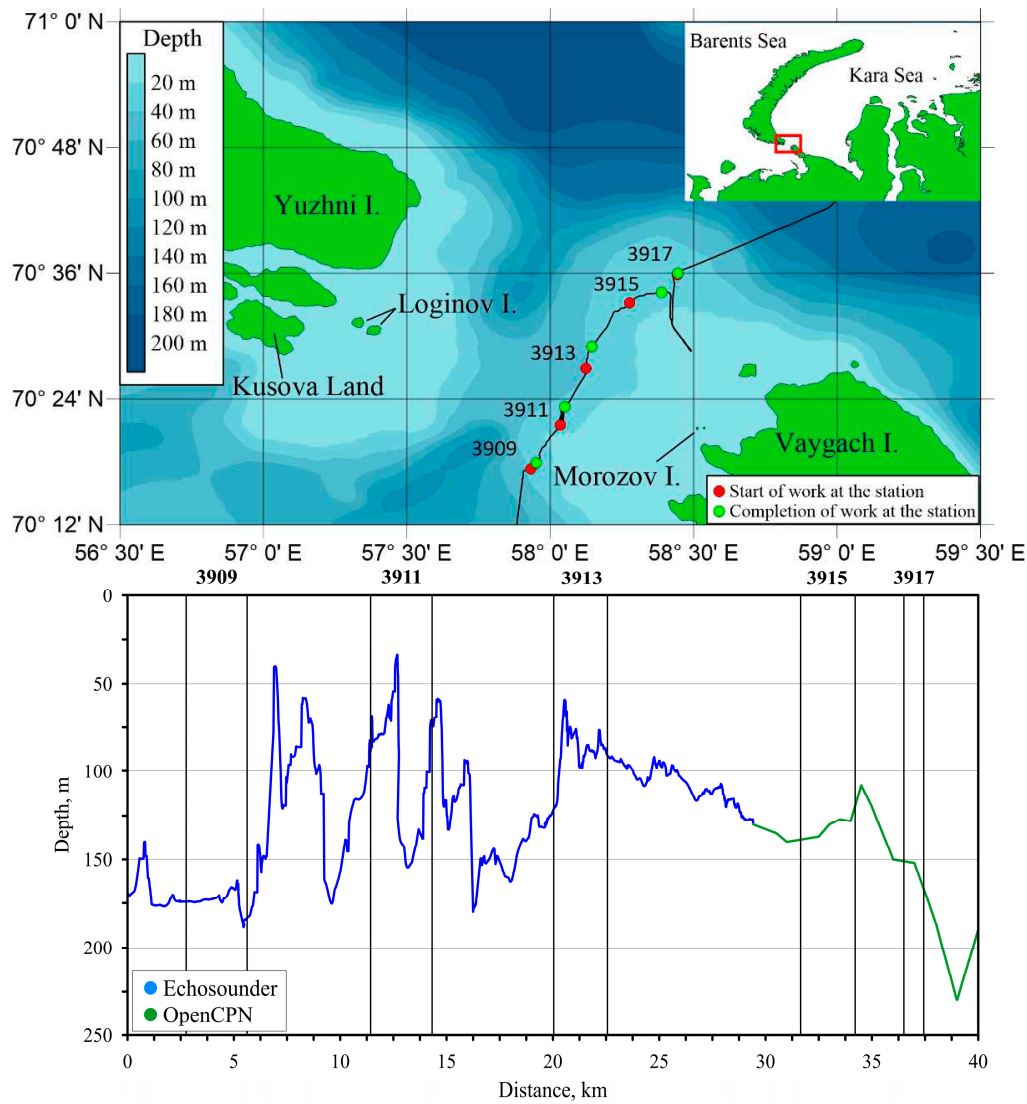 71° 0' N
70° 48' N
70° 36' N
70° 24' N
70° 12' N
Depth
20 m
40 m
60 m
80 m
100 m
120 m
140 m
160 m
180 m
200 m
Barents Sea
Kara Sea
Yuzhni I.
Loginov I.
Kusova Land
3917
3915
3913
3911
3909
Morozov I.
Vaygach I.
Start of work at the station
Completion of work at the station
56° 30' E
57° 0' E
57° 30' E
58° 0' E
58° 30' E
59° 0' E
59° 30' E
3909
3911
3913
3915
3917
0
50
100
150
200
250
Depth, m
Echosounder
OpenCPN
0
5
10
15
20
25
30
35
40
Distance, km